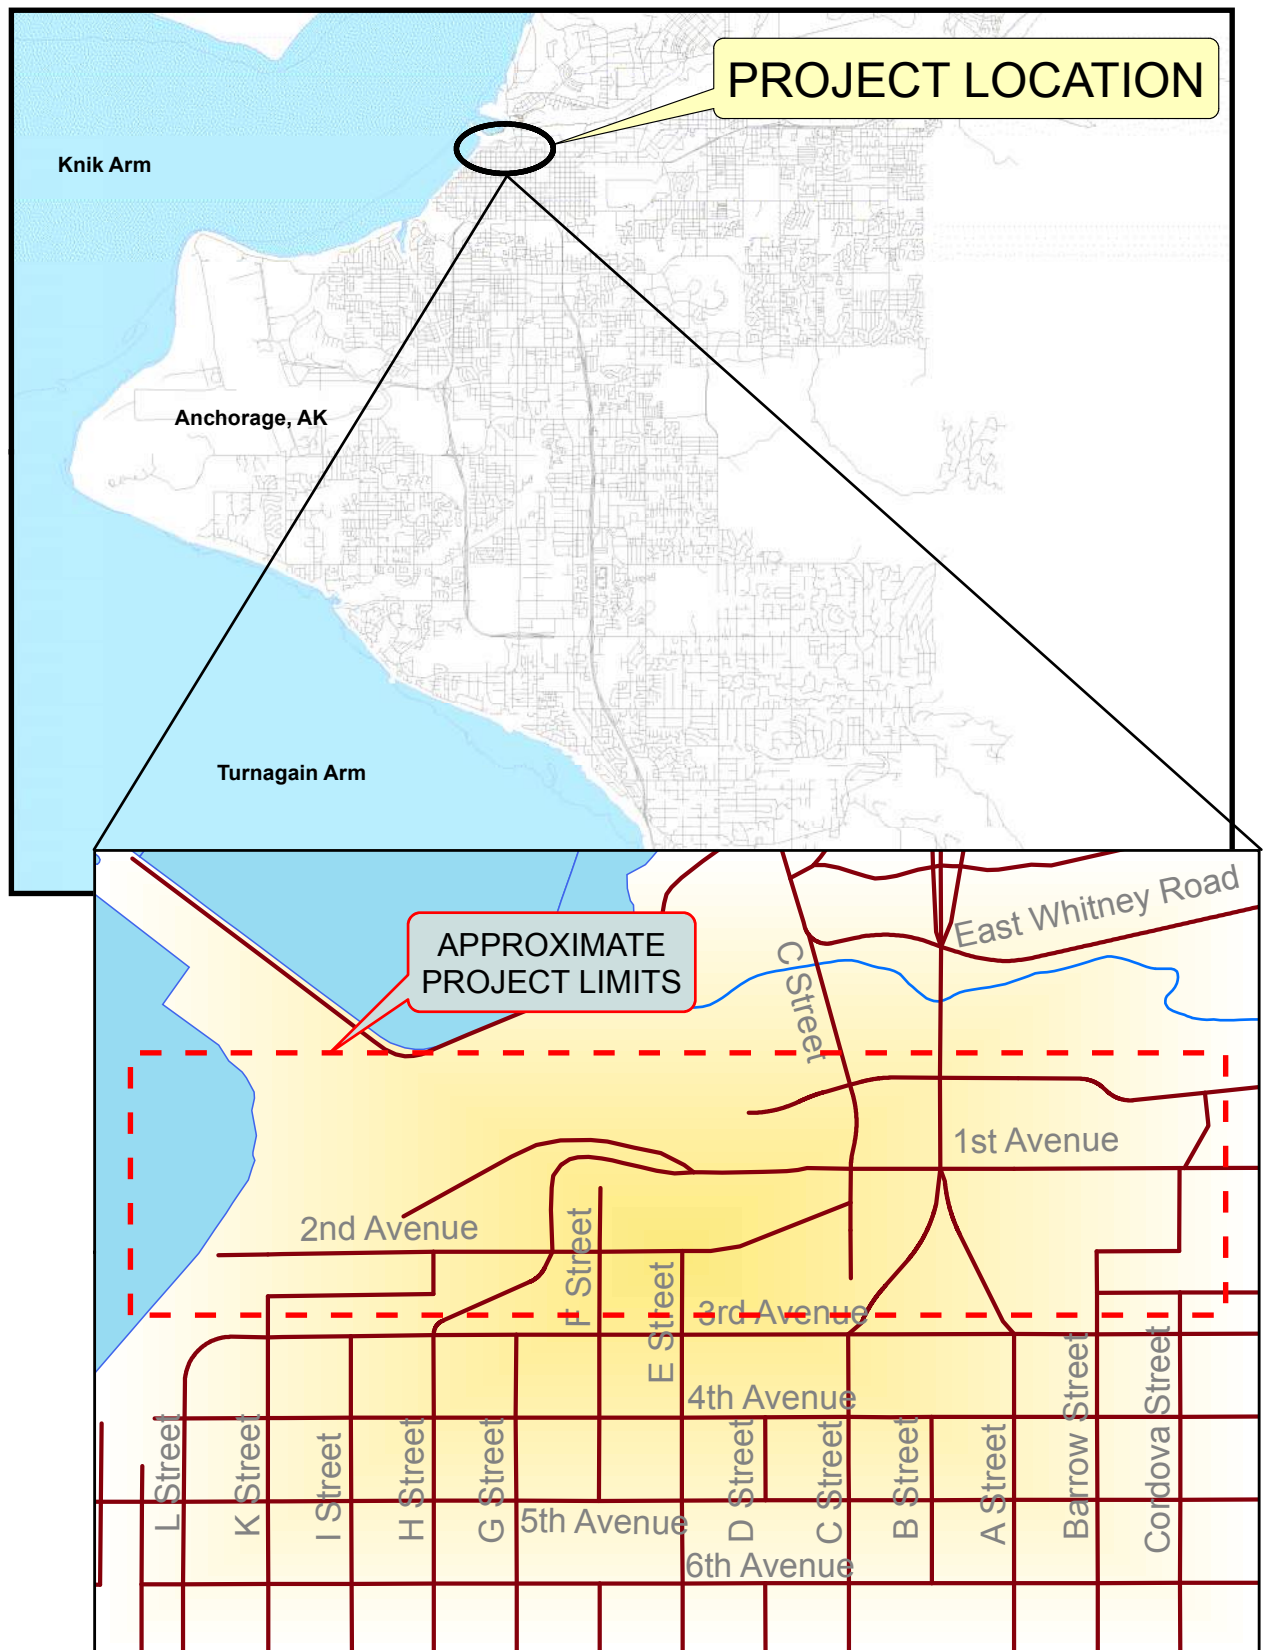 PROJECT LOCATION
Knik Arm
Anchorage, AK
Turnagain Arm
East Whitney Road
APPROXIMATE
PROJECT LIMITS
C Street
1st Avenue
2nd Avenue
F Street
E Street
3rd Avenue
4th Avenue
L Street
K Street
I Street
H Street
G Street
D Street
C Street
B Street
A Street
Barrow Street
Cordova Street
5th Avenue
6th Avenue